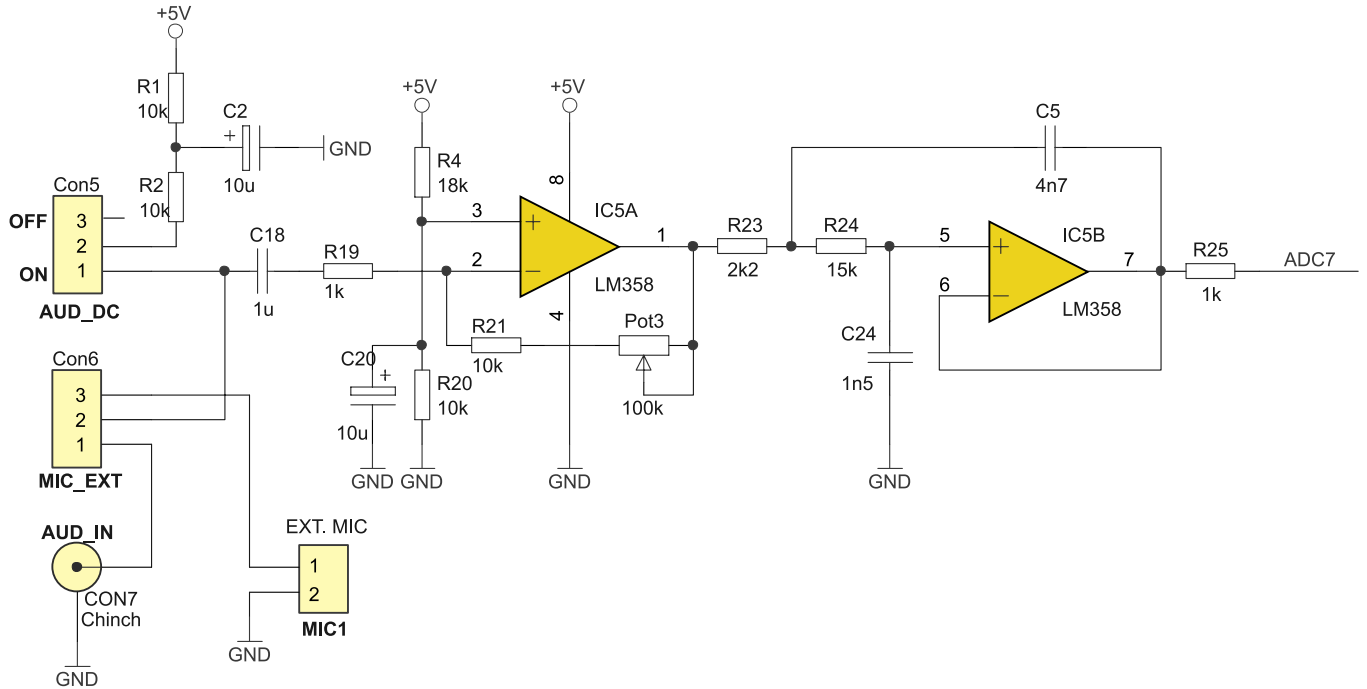 +5V
R1
10k
C2
+
10u
GND
R2
10k
Con5
OFF
3
2
ON
1
AUD_DC
C18
1u
R19
1k
+5V
R4
18k
+5V
8
3
+
IC5A
1
2
−
LM358
4
R21
10k
Pot3
100k
C20
+
10u
R20
10k
GND
GND
GND
R23
2k2
R24
15k
C5
4n7
5
+
IC5B
7
6
−
LM358
R25
1k
ADC7
C24
1n5
GND
Con6
3
2
1
MIC_EXT
AUD_IN
CON7
Chinch
GND
EXT. MIC
1
2
MIC1
GND